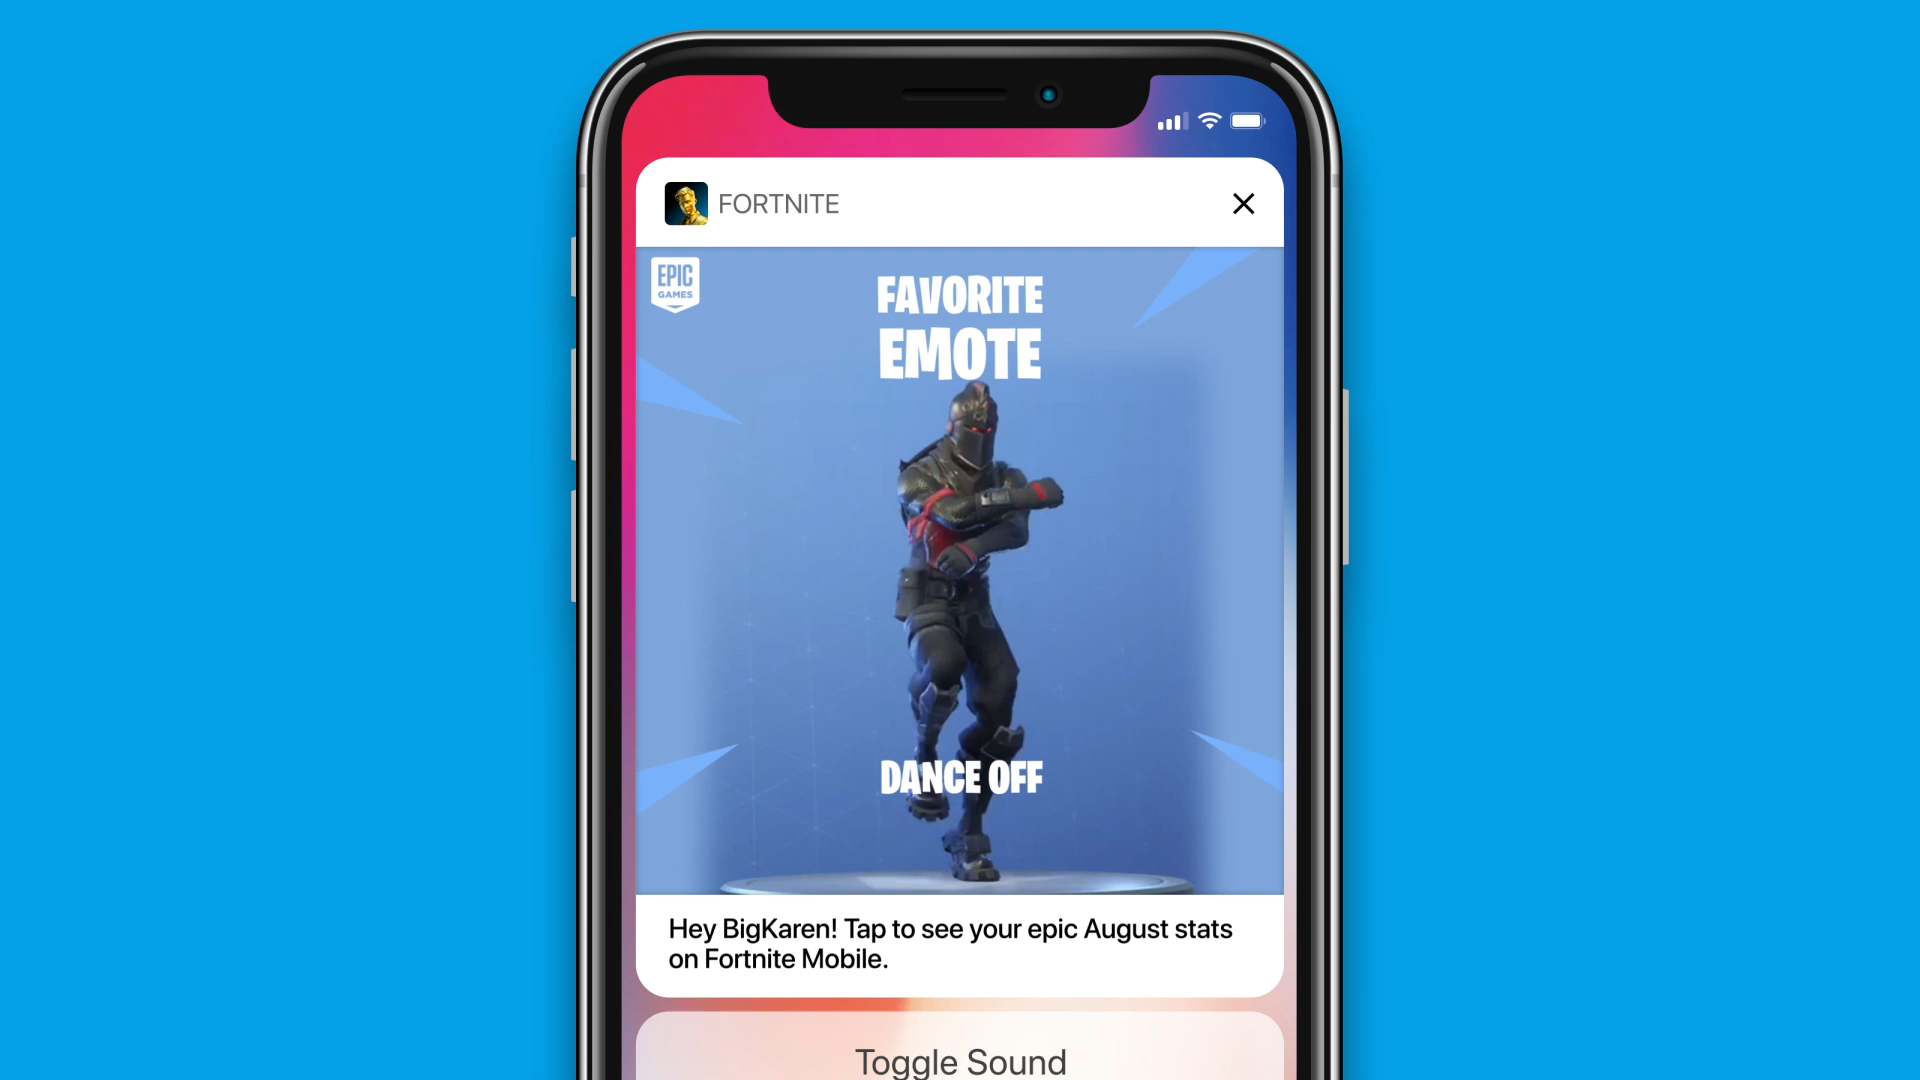 FORTNITE
EPIC
GAMES
FAVORITE
EMOTE
DANCE OFF
Hey BigKaren! Tap to see your epic August stats
on Fortnite Mobile.
Toggle Sound